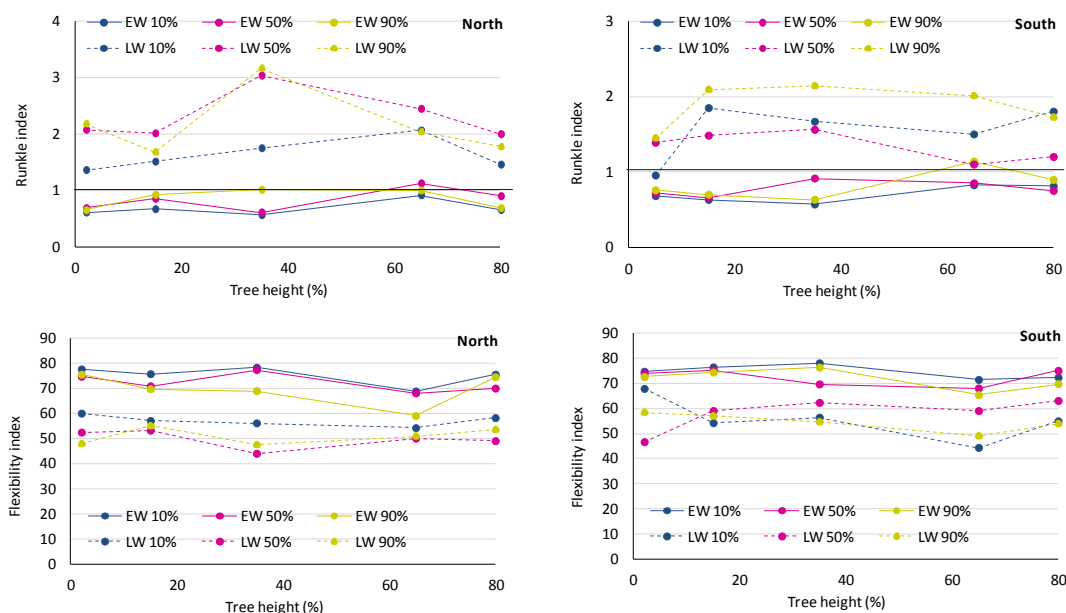 EW 10% EW 50% EW 90%
LW 10% LW 50% LW 90%
North
Runkle index
4
3
2
1
0
0 20 40 60 80
Tree height (%)
EW 10% EW 50% EW 90%
LW 10% LW 50% LW 90%
South
Runkle index
3
2
1
0
0 20 40 60 80
Tree height (%)
North
Flexibility index
90
80
70
60
50
40
30
20
10
0
EW 10% EW 50% EW 90%
LW 10% LW 50% LW 90%
0 20 40 60 80
Tree height (%)
South
Flexibility index
90
80
70
60
50
40
30
20
10
0
EW 10% EW 50% EW 90%
LW 10% LW 50% LW 90%
0 20 40 60 80
Tree height (%)